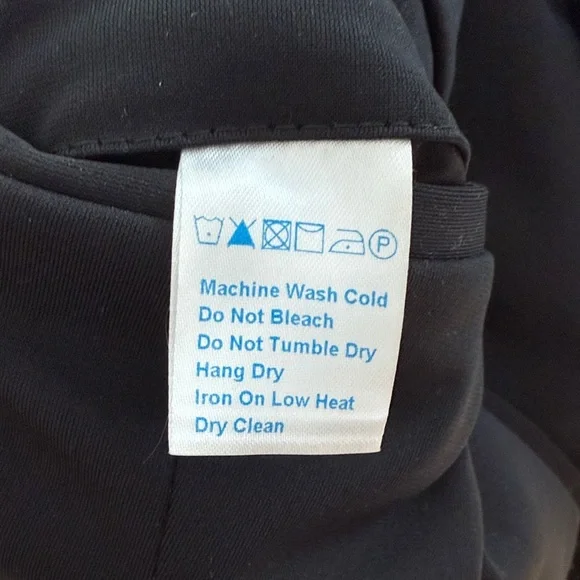 P
Machine Wash Cold
Do Not Bleach
Do Not Tumble Dry
Hang Dry
Iron On Low Heat
Dry Clean